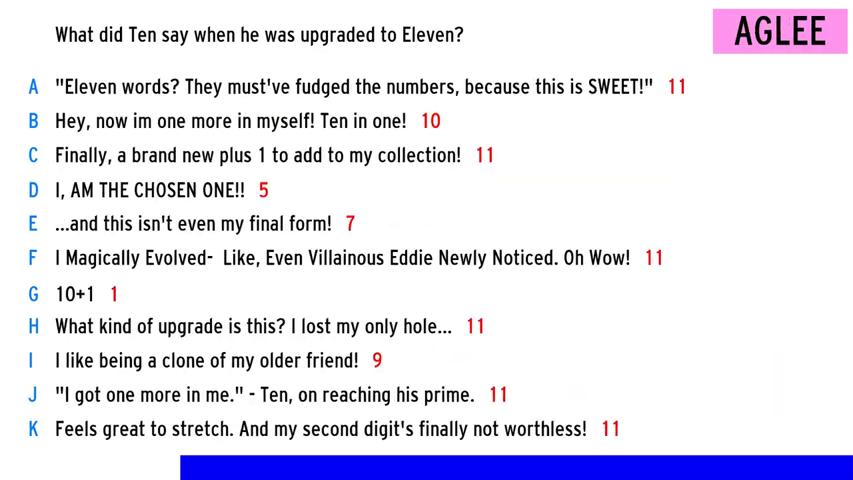 What did Ten say when he was upgraded to Eleven?
AGLEE
A "Eleven words? They must've fudged the numbers, because this is SWEET!" 11
B Hey, now im one more in myself! Ten in one! 10
C Finally, a brand new plus 1 to add to my collection! 11
D I, AM THE CHOSEN ONE!! 5
E ...and this isn't even my final form! 7
F I Magically Evolved- Like, Even Villainous Eddie Newly Noticed. Oh Wow! 11
G 10+1 1
H What kind of upgrade is this? I lost my only hole... 11
I I like being a clone of my older friend! 9
J "I got one more in me." - Ten, on reaching his prime. 11
K Feels great to stretch. And my second digit's finally not worthless! 11